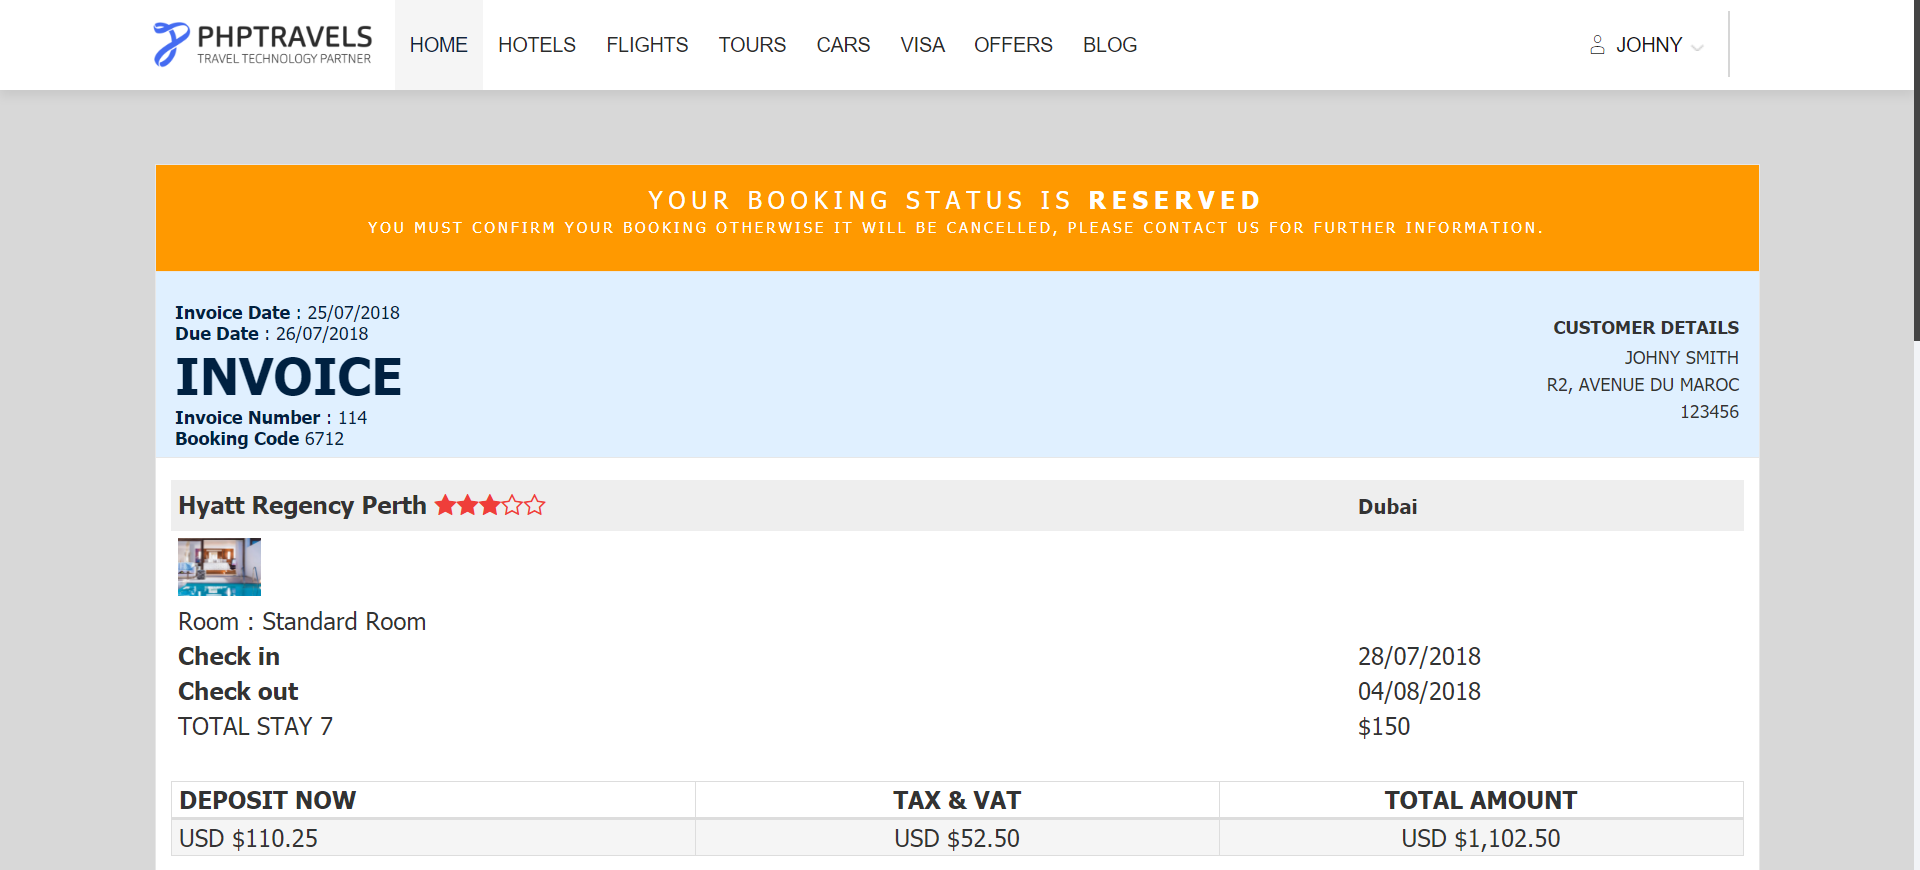 PHPTRAVELS
TRAVEL TECHNOLOGY PARTNER
HOME HOTELS FLIGHTS TOURS CARS VISA OFFERS BLOG JOHNY
YOUR BOOKING STATUS IS RESERVED
YOU MUST CONFIRM YOUR BOOKING OTHERWISE IT WILL BE CANCELLED, PLEASE CONTACT US FOR FURTHER INFORMATION.
Invoice Date : 25/07/2018
Due Date : 26/07/2018
INVOICE
Invoice Number : 114
Booking Code 6712
CUSTOMER DETAILS
JOHNY SMITH
R2, AVENUE DU MAROC
123456
Hyatt Regency Perth Dubai
Room : Standard Room
Check in 28/07/2018
Check out 04/08/2018
TOTAL STAY 7 $150
DEPOSIT NOW TAX & VAT TOTAL AMOUNT
USD $110.25 USD $52.50 USD $1,102.50